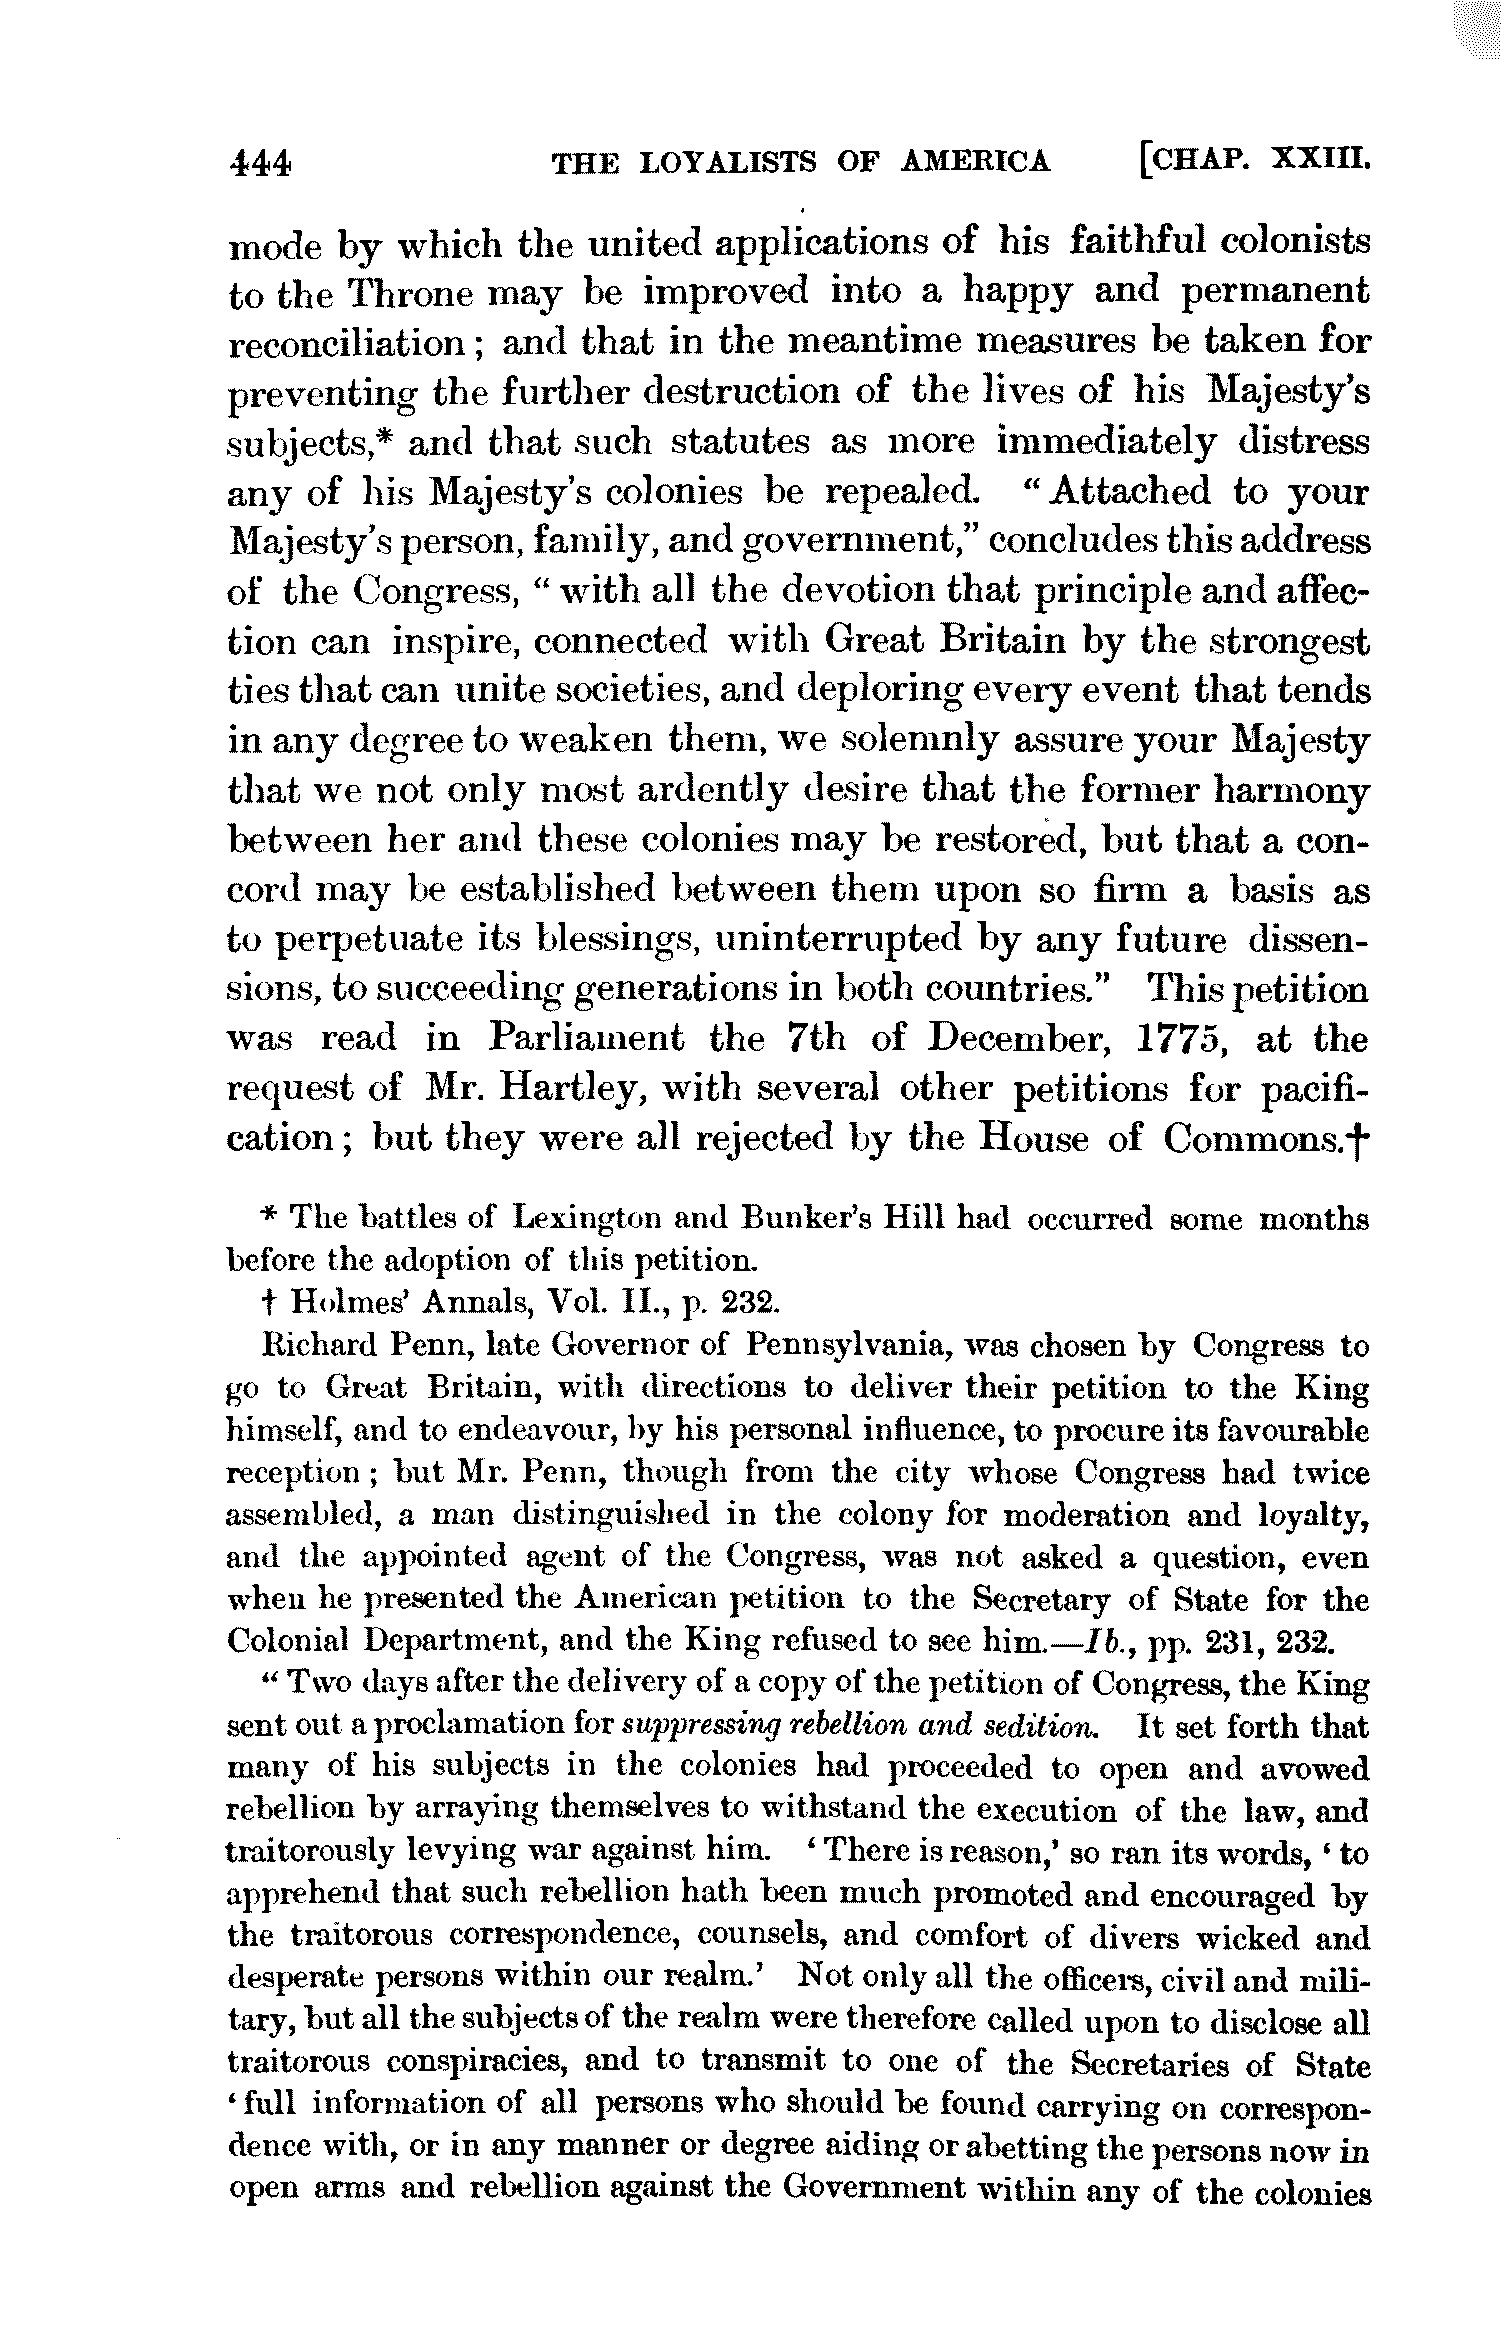 444 THE LOYALISTS OF AMERICA [CHAP. XXIII.
mode by which the united applications of his faithful colonists
to the Throne may be improved into a happy and permanent
reconciliation; and that in the meantime measures be taken for
preventing the further destruction of the lives of his Majesty's
subjects,* and that such statutes as more immediately distress
any of his Majesty's colonies be repealed. "Attached to your
Majesty's person, family, and government," concludes this address
of the Congress, "with all the devotion that principle and affec-
tion can inspire, connected with Great Britain by the strongest
ties that can unite societies, and deploring every event that tends
in any degree to weaken them, we solemnly assure your Majesty
that we not only most ardently desire that the former harmony
between her and these colonies may be restored, but that a con-
cord may be established between them upon so firm a basis as
to perpetuate its blessings, uninterrupted by any future dissen-
sions, to succeeding generations in both countries." This petition
was read in Parliament the 7th of December, 1775, at the
request of Mr. Hartley, with several other petitions for pacifi-
cation; but they were all rejected by the House of Commons.†
* The battles of Lexington and Bunker's Hill had occurred some months
before the adoption of this petition.
† Holmes' Annals, Vol. II., p. 232.
Richard Penn, late Governor of Pennsylvania, was chosen by Congress to
go to Great Britain, with directions to deliver their petition to the King
himself, and to endeavour, by his personal influence, to procure its favourable
reception; but Mr. Penn, though from the city whose Congress had twice
assembled, a man distinguished in the colony for moderation and loyalty,
and the appointed agent of the Congress, was not asked a question, even
when he presented the American petition to the Secretary of State for the
Colonial Department, and the King refused to see him.—Ib., pp. 231, 232.
"Two days after the delivery of a copy of the petition of Congress, the King
sent out a proclamation for suppressing rebellion and sedition. It set forth that
many of his subjects in the colonies had proceeded to open and avowed
rebellion by arraying themselves to withstand the execution of the law, and
traitorously levying war against him. 'There is reason,' so ran its words, 'to
apprehend that such rebellion hath been much promoted and encouraged by
the traitorous correspondence, counsels, and comfort of divers wicked and
desperate persons within our realm.' Not only all the officers, civil and mili-
tary, but all the subjects of the realm were therefore called upon to disclose all
traitorous conspiracies, and to transmit to one of the Secretaries of State
'full information of all persons who should be found carrying on correspon-
dence with, or in any manner or degree aiding or abetting the persons now in
open arms and rebellion against the Government within any of the colonies